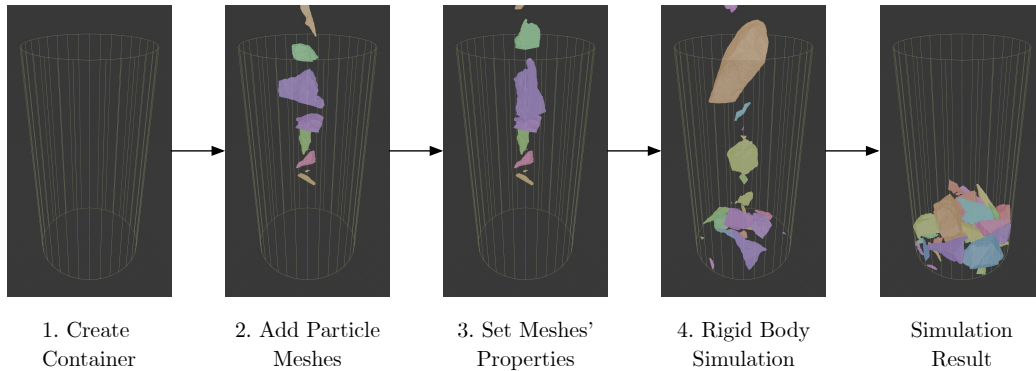 1. Create
Container
2. Add Particle
Meshes
3. Set Meshes’
Properties
4. Rigid Body
Simulation
Simulation
Result